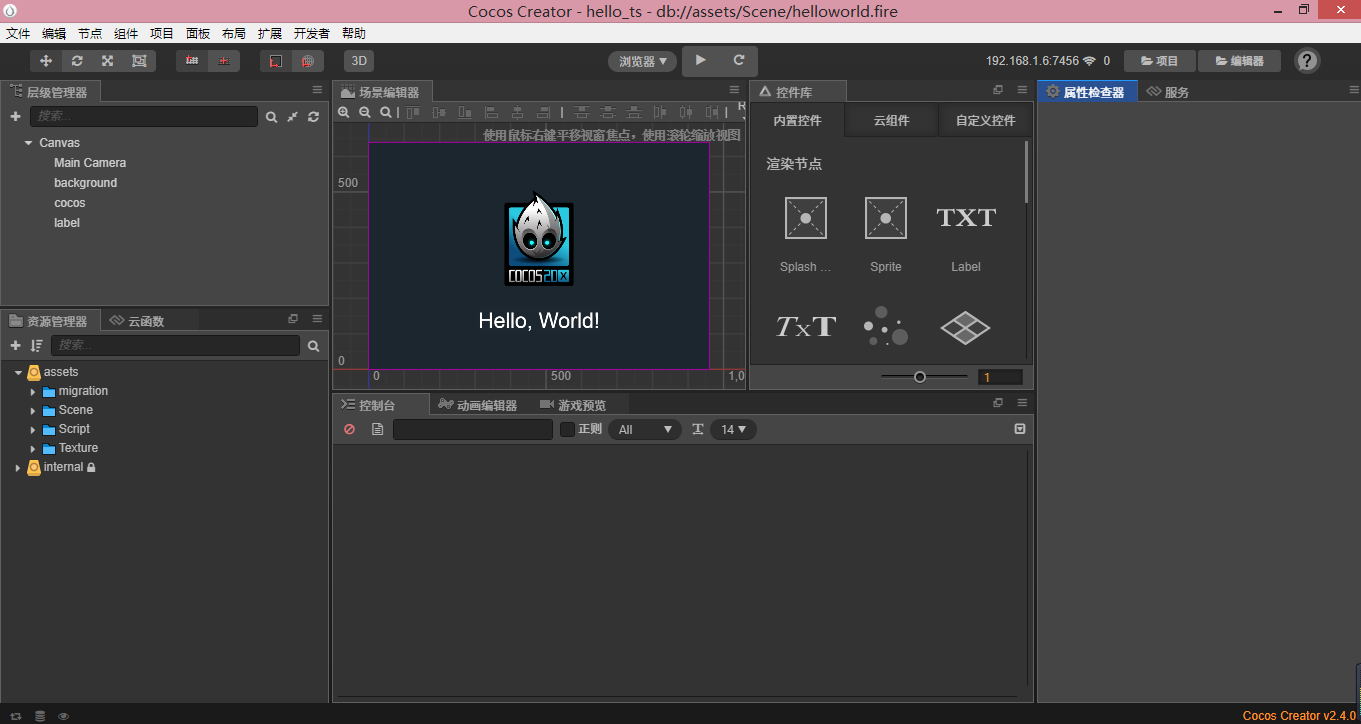 Cocos Creator - hello_ts - db://assets/Scene/helloworld.fire
文件 编辑 节点 组件 项目 面板 布局 扩展 开发者 帮助
3D
浏览器
192.168.1.6:7456 0
项目
编辑器
层级管理器
搜索...
Canvas
Main Camera
background
cocos
label
资源管理器
云函数
搜索...
assets
migration
Scene
Script
Texture
internal
场景编辑器
使用鼠标右键平移视窗焦点，使用滚轮缩放视图
500
0
0
500
1,0
COCOS2DX
Hello, World!
控件库
内置控件
云组件
自定义控件
渲染节点
Splash ...
Sprite
TXT
Label
TxT
1
控制台
动画编辑器
游戏预览
正则
All
14
属性检查器
服务
Cocos Creator v2.4.0